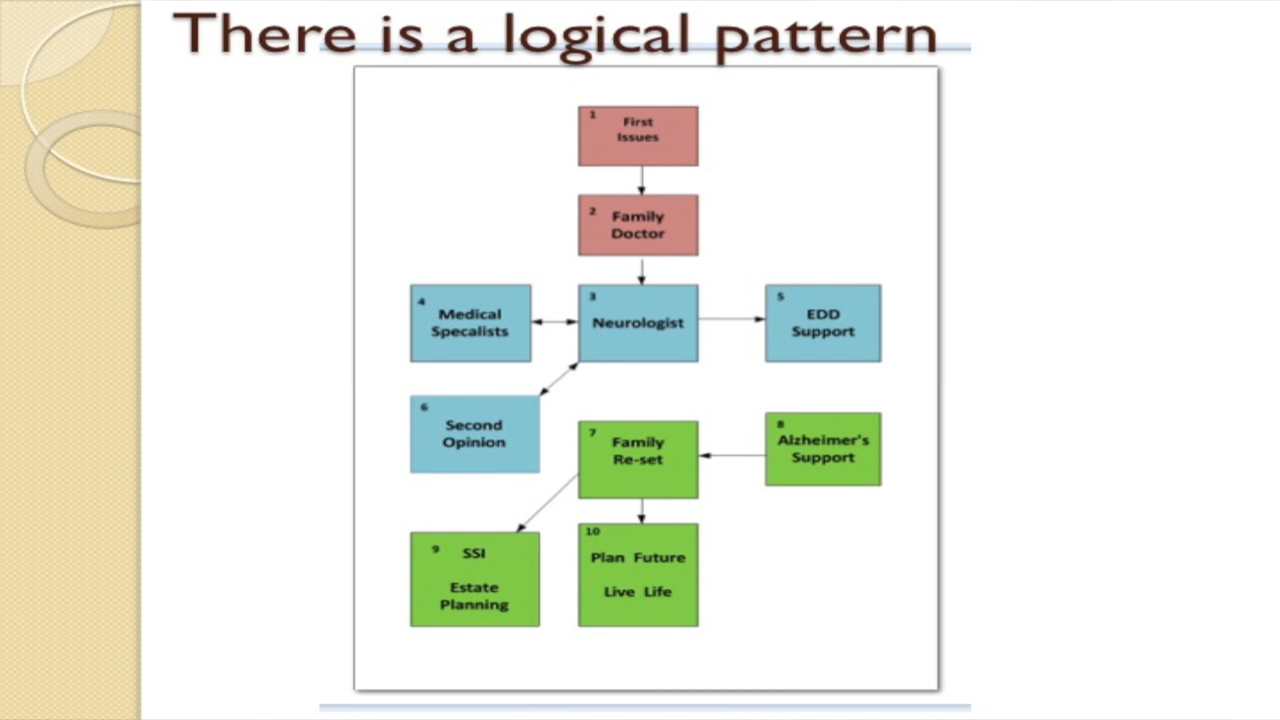 There is a logical pattern
1
First
Issues
2
Family
Doctor
4
Medical
Specalists
3
Neurologist
5
EDD
Support
6
Second
Opinion
7
Family
Re-set
8
Alzheimer's
Support
9
SSI
Estate
Planning
10
Plan Future
Live Life